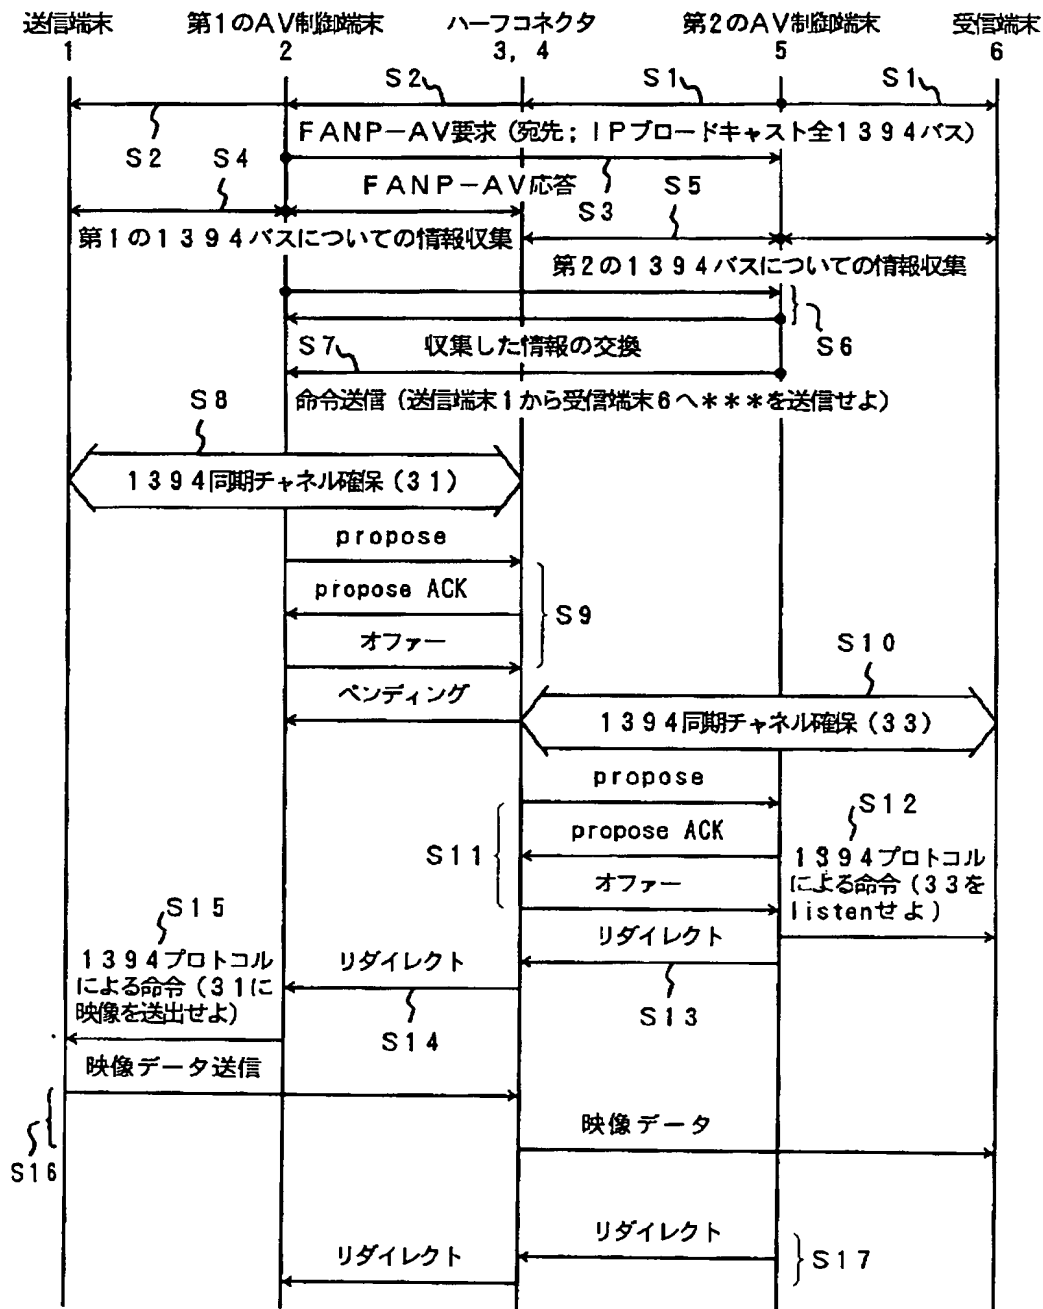 送信端末 第1のAV制御端末 ハーフコネクタ 第2のAV制御端末 受信端末
1 2 3, 4 5 6
S2 S1 S1
FANP-AV要求(宛先;IPブロードキャスト全1394バス)
S2 S4
FANP-AV応答 S5
S3
第1の1394バスについての情報収集
第2の1394バスについての情報収集
S7 収集した情報の交換 S6
S8 命令送信(送信端末1から受信端末6へ***を送信せよ)
1394同期チャネル確保(31)
propose
propose ACK
S9
オファー
S10
ペンディング
1394同期チャネル確保(33)
propose
S12
S11
propose ACK
1394プロトコル
による命令(33を
listenせよ)
オファー
S15
リダイレクト
1394プロトコル
による命令(31に
映像を送出せよ)
リダイレクト
S13
S14
映像データ送信
映像データ
S16
リダイレクト
リダイレクト
S17